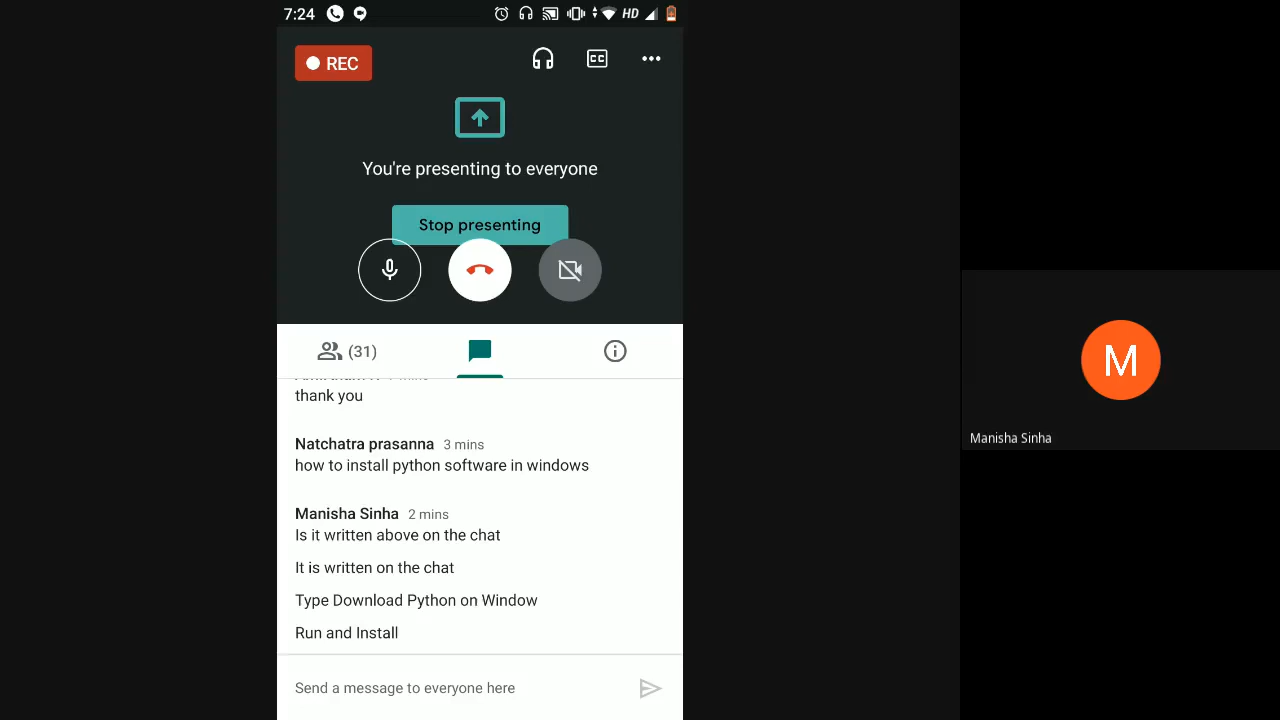 7:24
HD
REC
CC
You're presenting to everyone
Stop presenting
(31)
thank you
Natchatra prasanna 3 mins
how to install python software in windows
Manisha Sinha 2 mins
Is it written above on the chat
It is written on the chat
Type Download Python on Window
Run and Install
Send a message to everyone here
M
Manisha Sinha